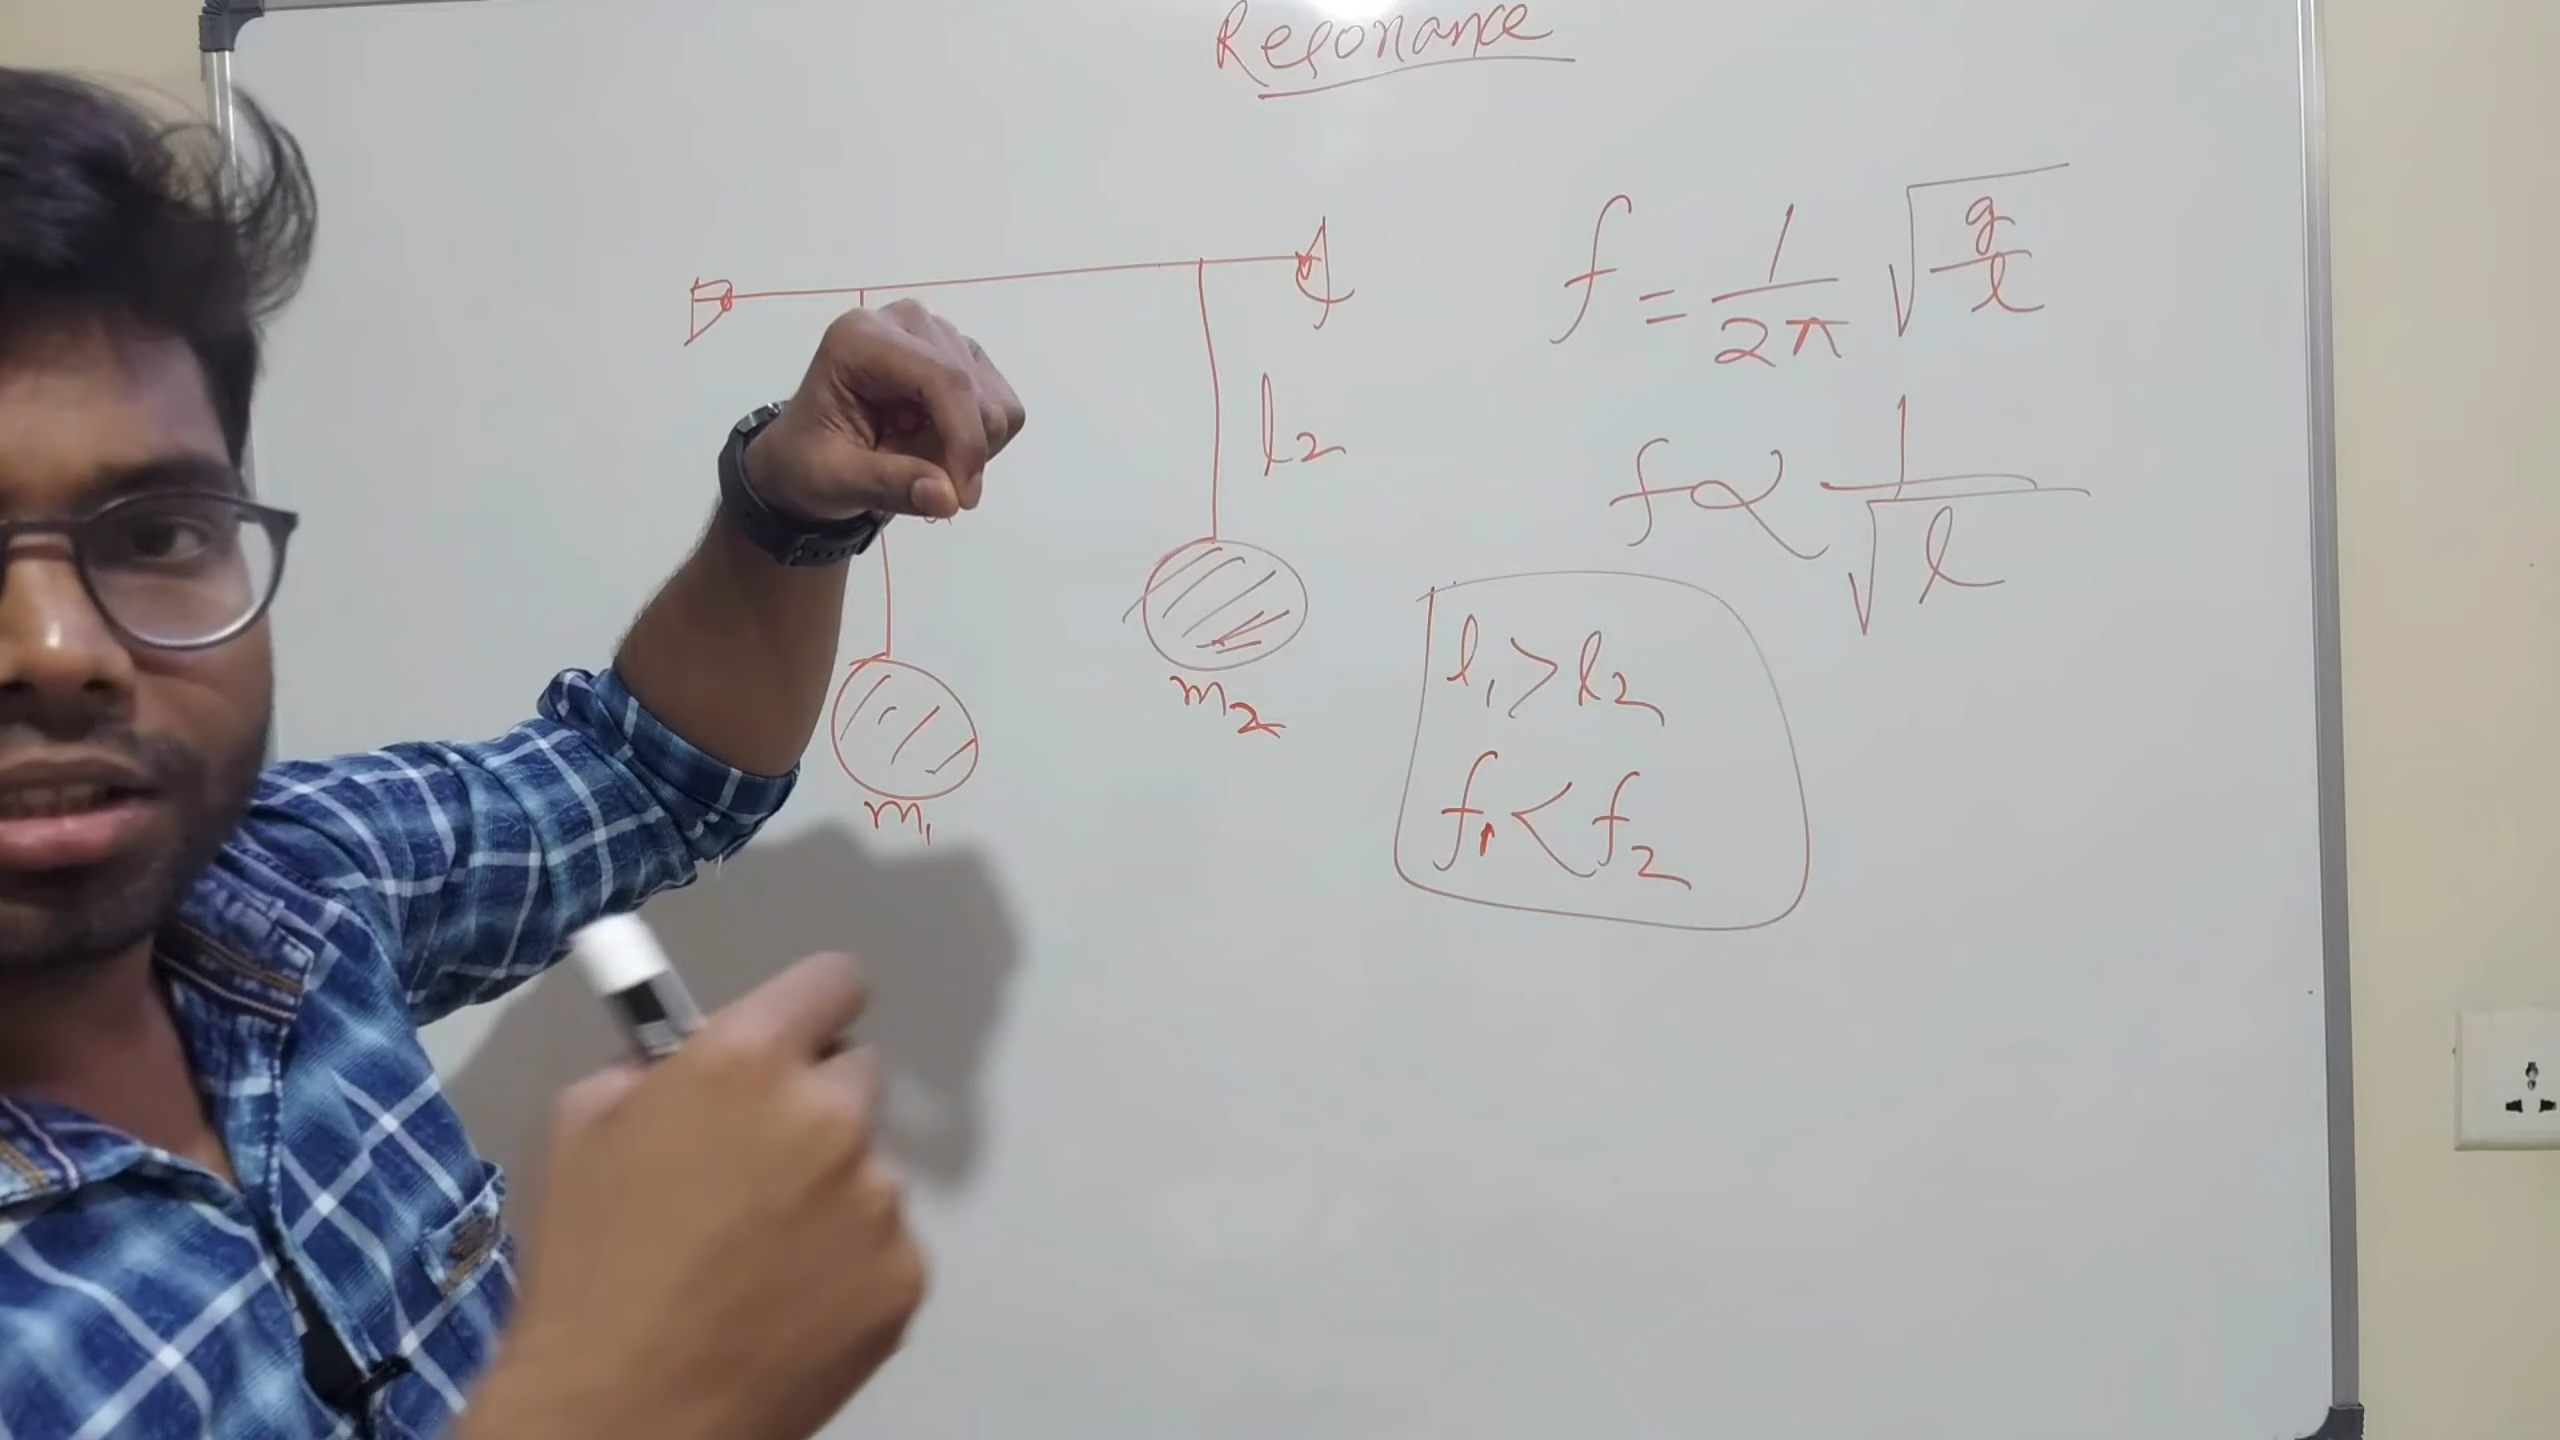 Resonance
f = 1/2π √(g/l)
l2
f ∝ 1/√l
l1 > l2
m2
f1 < f2
m1